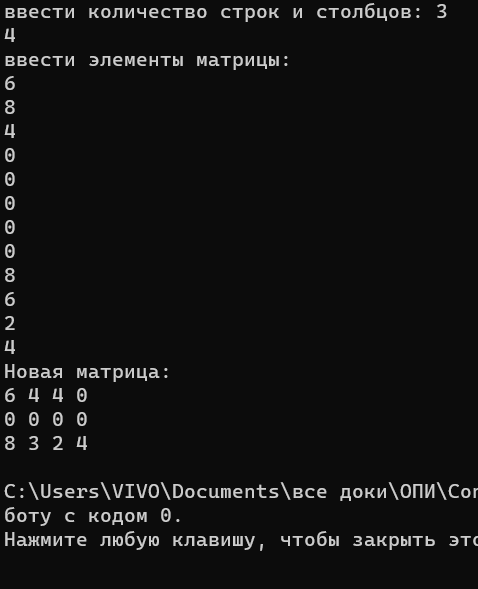 ввести количество строк и столбцов: 3
4
ввести элементы матрицы:
6
8
4
0
0
0
0
0
8
6
2
4
Новая матрица:
6 4 4 0
0 0 0 0
8 3 2 4
C:\Users\VIVO\Documents\все доки\ОПИ\Con
боту с кодом 0.
Нажмите любую клавишу, чтобы закрыть это